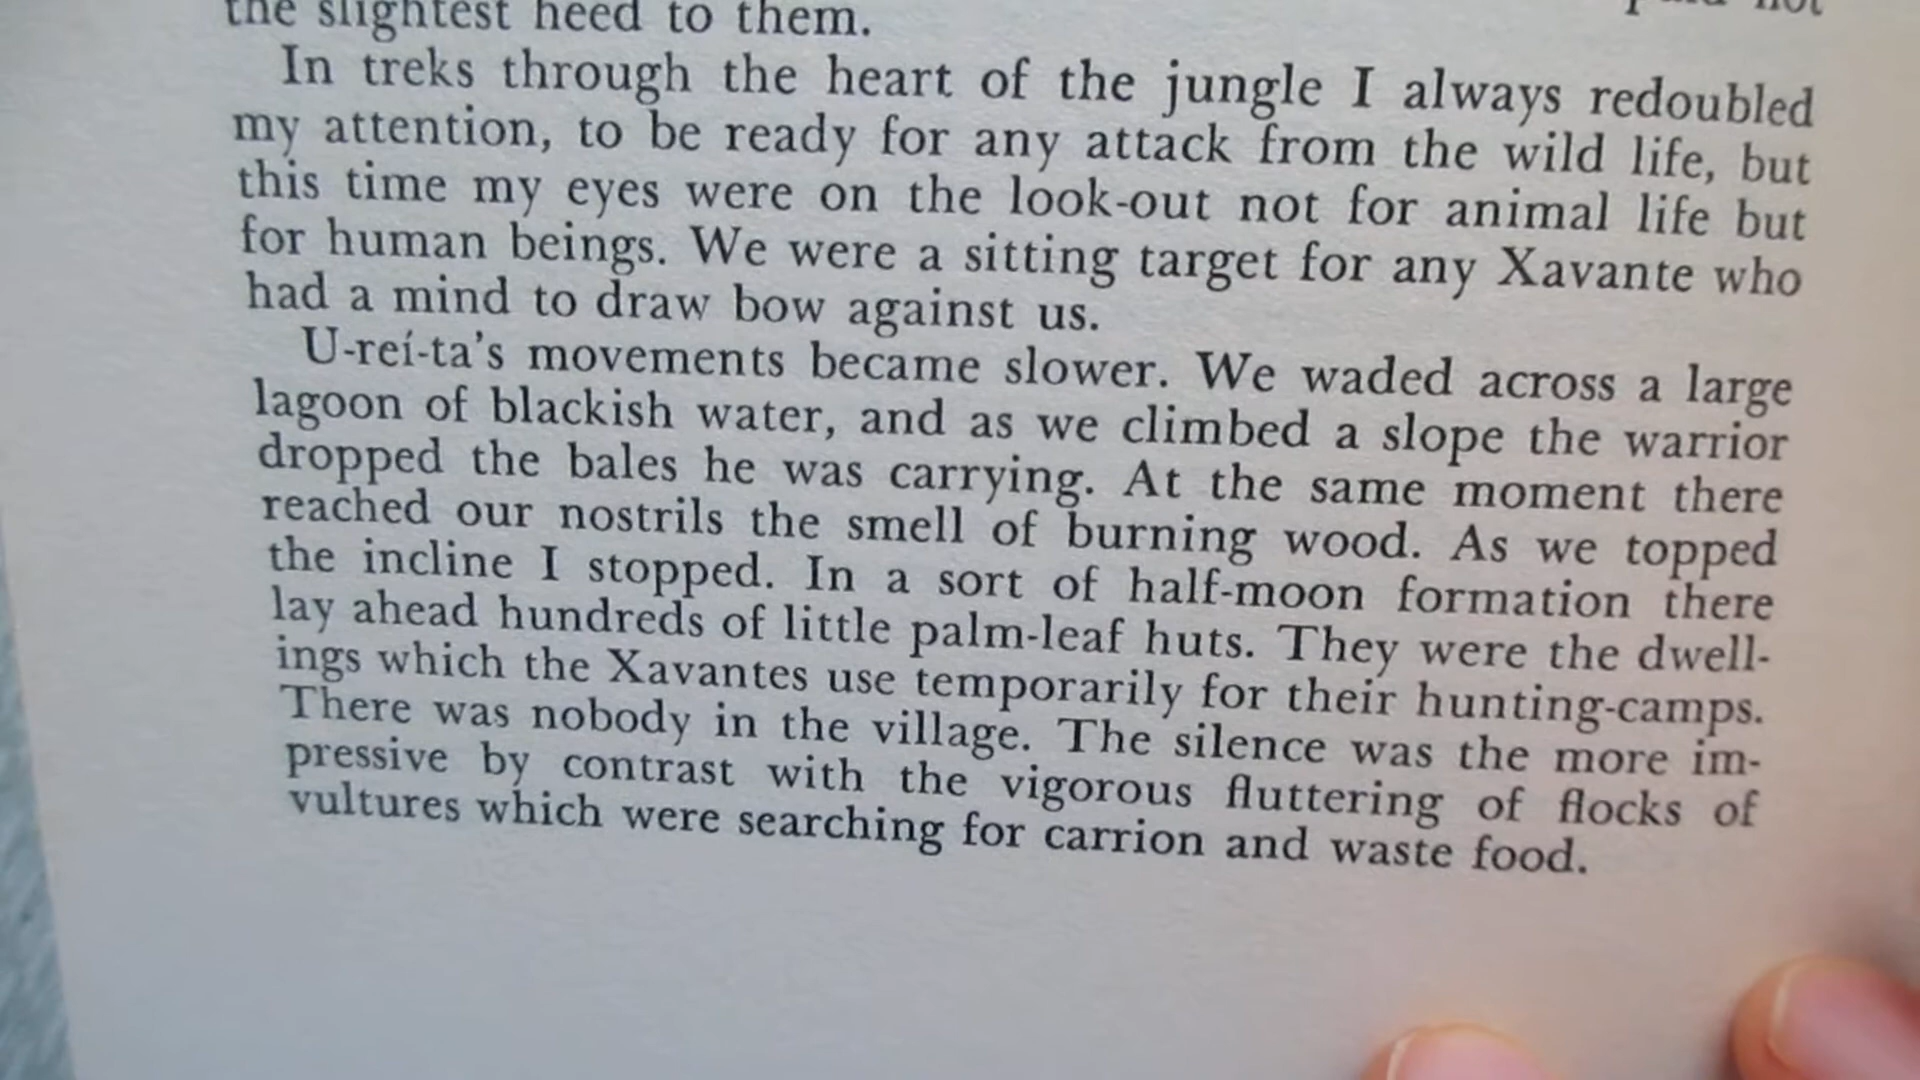 not
the slightest heed to them.
In treks through the heart of the jungle I always redoubled
my attention, to be ready for any attack from the wild life, but
this time my eyes were on the look-out not for animal life but
for human beings. We were a sitting target for any Xavante who
had a mind to draw bow against us.
U-reí-ta's movements became slower. We waded across a large
lagoon of blackish water, and as we climbed a slope the warrior
dropped the bales he was carrying. At the same moment there
reached our nostrils the smell of burning wood. As we topped
the incline I stopped. In a sort of half-moon formation there
lay ahead hundreds of little palm-leaf huts. They were the dwell-
ings which the Xavantes use temporarily for their hunting-camps.
There was nobody in the village. The silence was the more im-
pressive by contrast with the vigorous fluttering of flocks of
vultures which were searching for carrion and waste food.